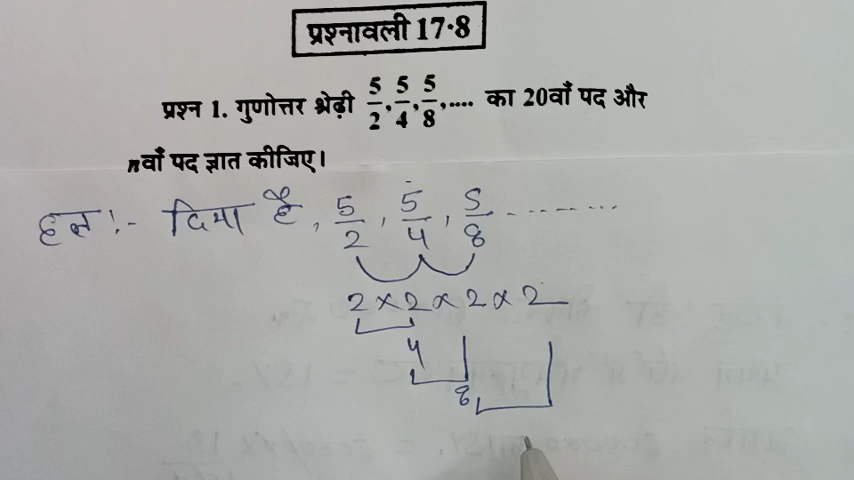 प्रश्नावली 17·8
प्रश्न 1. गुणोत्तर श्रेढ़ी 5/2, 5/4, 5/8, .... का 20वाँ पद और
nवाँ पद ज्ञात कीजिए।
हल :- दिया है, 5/2, 5/4, 5/8 --------
2 × 2 × 2 × 2
4
8